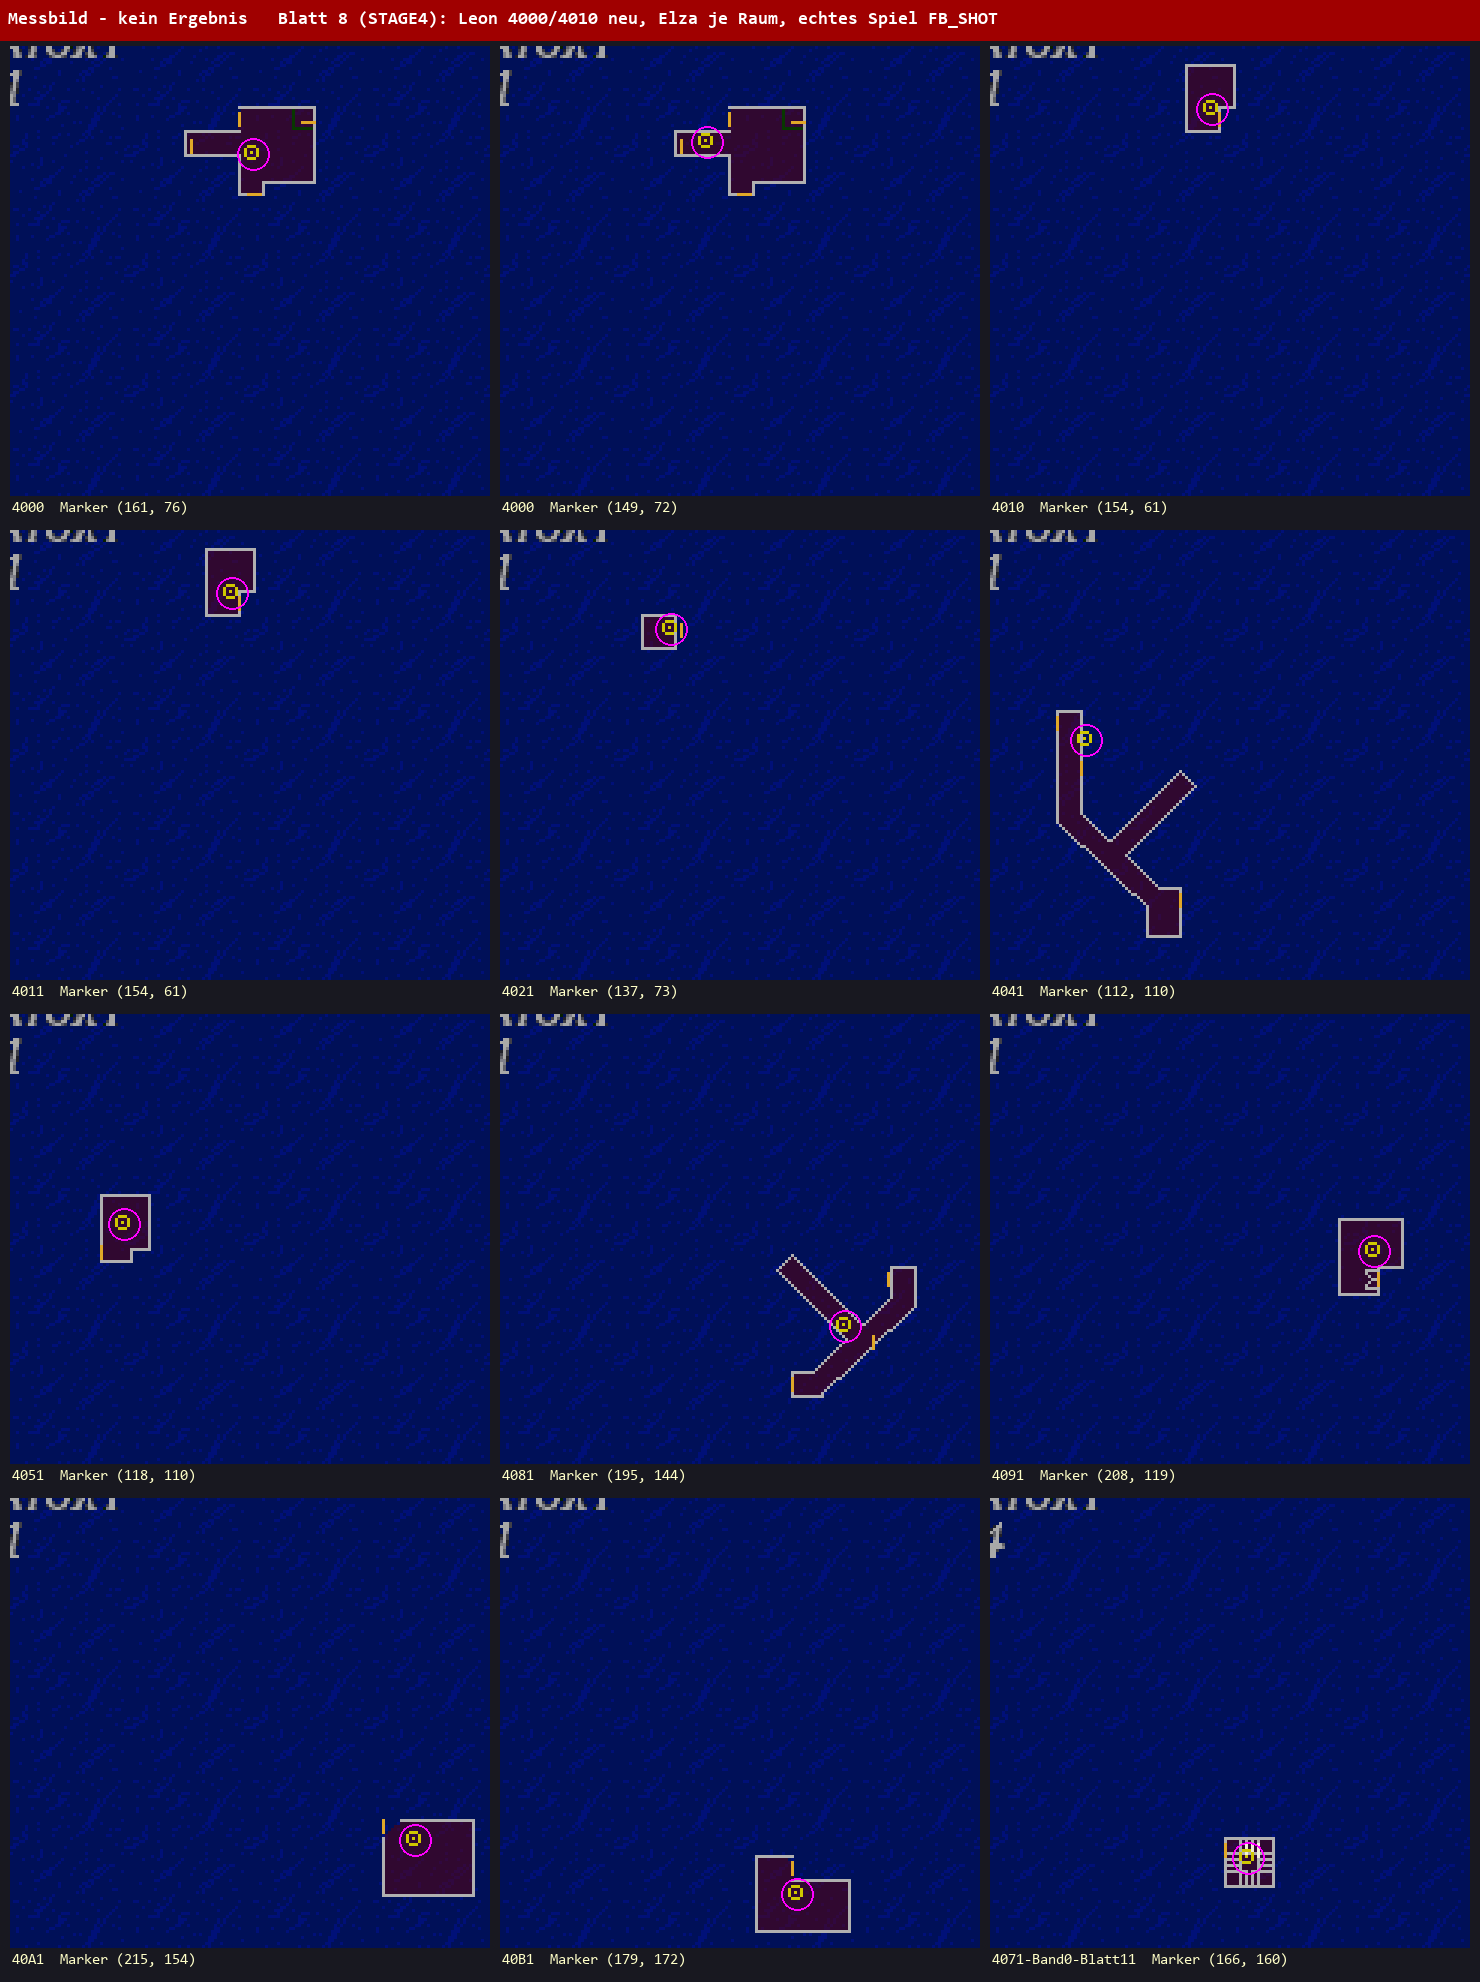 Messbild - kein Ergebnis   Blatt 8 (STAGE4): Leon 4000/4010 neu, Elza je Raum, echtes Spiel FB_SHOT
4000  Marker (161, 76)
4000  Marker (149, 72)
4010  Marker (154, 61)
4011  Marker (154, 61)
4021  Marker (137, 73)
4041  Marker (112, 110)
4051  Marker (118, 110)
4081  Marker (195, 144)
4091  Marker (208, 119)
40A1  Marker (215, 154)
40B1  Marker (179, 172)
4071-Band0-Blatt11  Marker (166, 160)